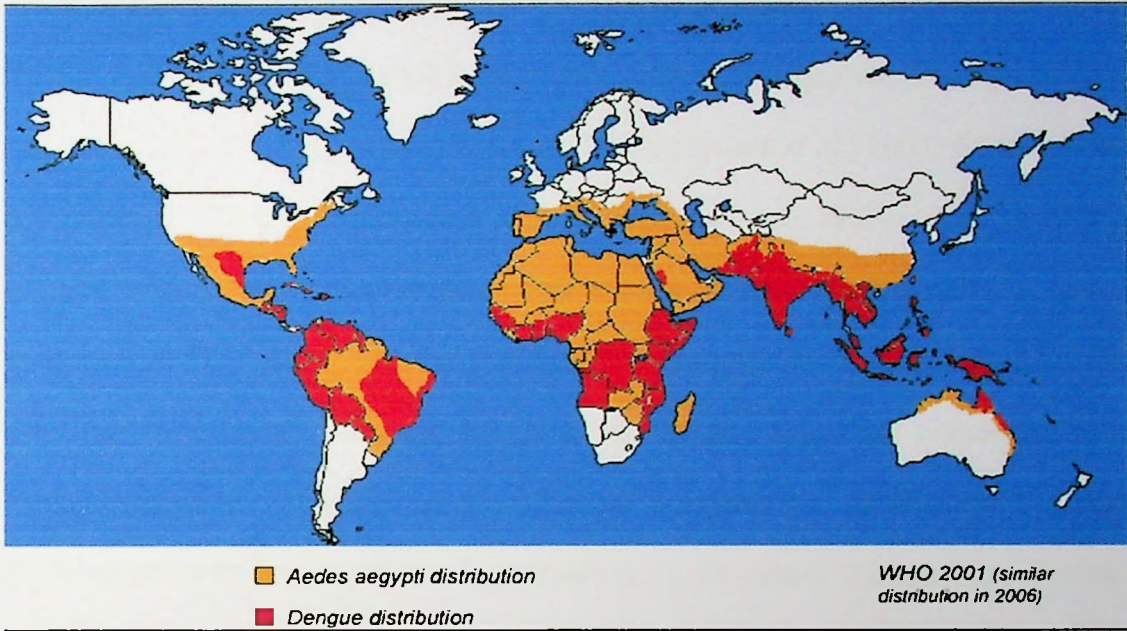 Aedes aegypti distribution
Dengue distribution
WHO 2001 (similar
distribution in 2006)